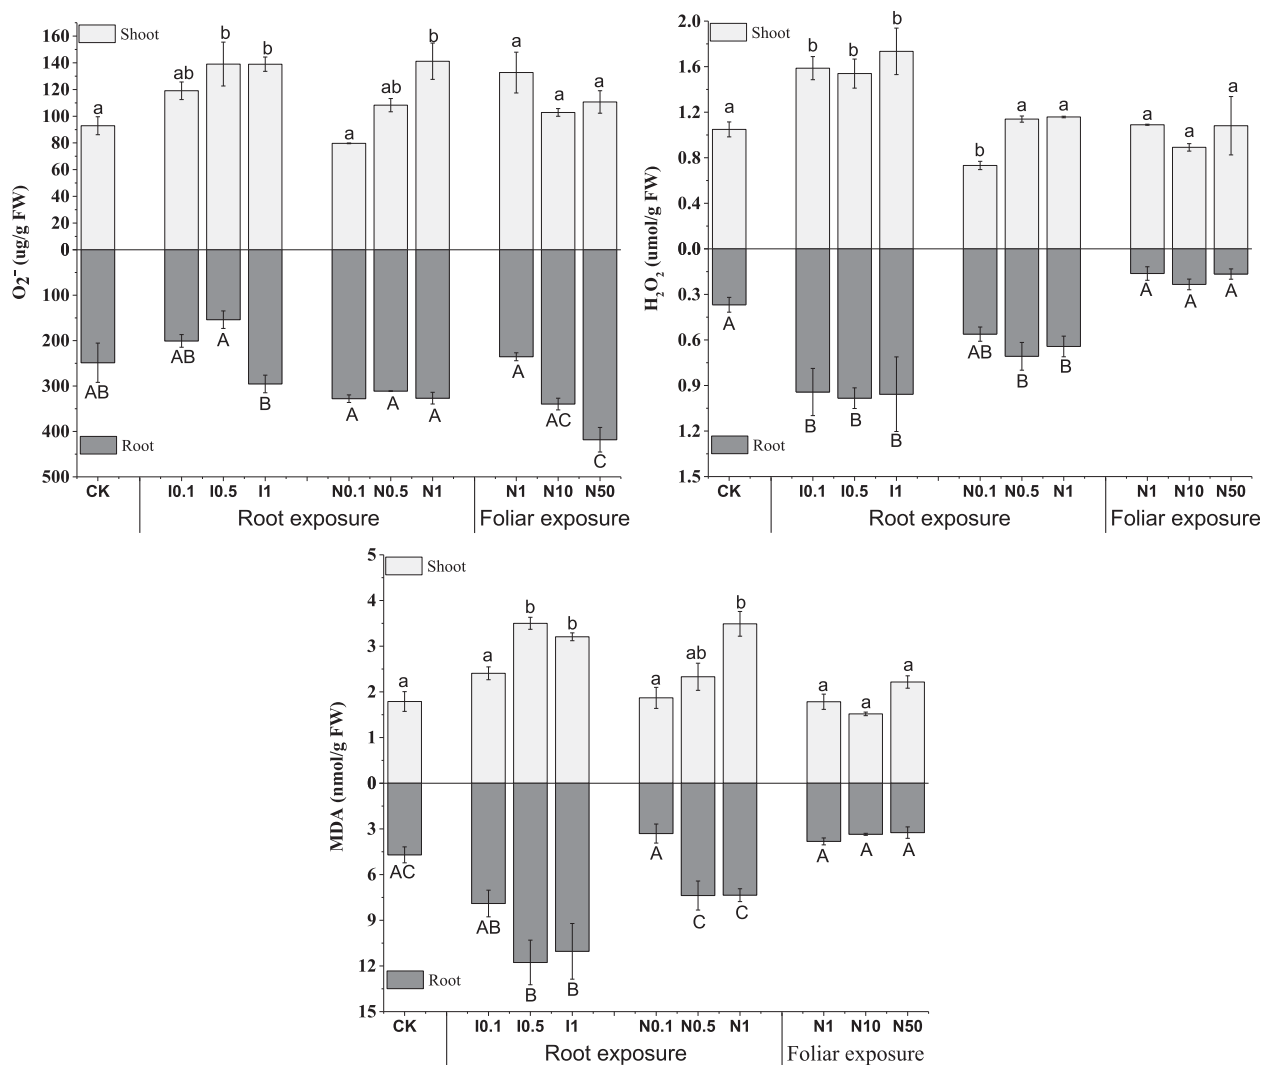 Shoot
160
140
120
100
80
60
40
20
0
100
200
300
400
500
O₂⁻ (ug/g FW)
a
ab
b
b
a
ab
b
a
a
a
AB
AB
A
B
A
A
A
A
AC
C
Root
CK I0.1 I0.5 I1 N0.1 N0.5 N1 N1 N10 N50
Root exposure Foliar exposure
Shoot
2.0
1.6
1.2
0.8
0.4
0.0
0.3
0.6
0.9
1.2
1.5
H₂O₂ (umol/g FW)
a
b
b
b
b
a
a
a
a
a
A
B
B
B
AB
B
B
A
A
A
Root
CK I0.1 I0.5 I1 N0.1 N0.5 N1 N1 N10 N50
Root exposure Foliar exposure
Shoot
5
4
3
2
1
0
3
6
9
12
15
MDA (nmol/g FW)
a
a
b
b
a
ab
b
a
a
a
AC
AB
B
B
A
C
C
A
A
A
Root
CK I0.1 I0.5 I1 N0.1 N0.5 N1 N1 N10 N50
Root exposure Foliar exposure